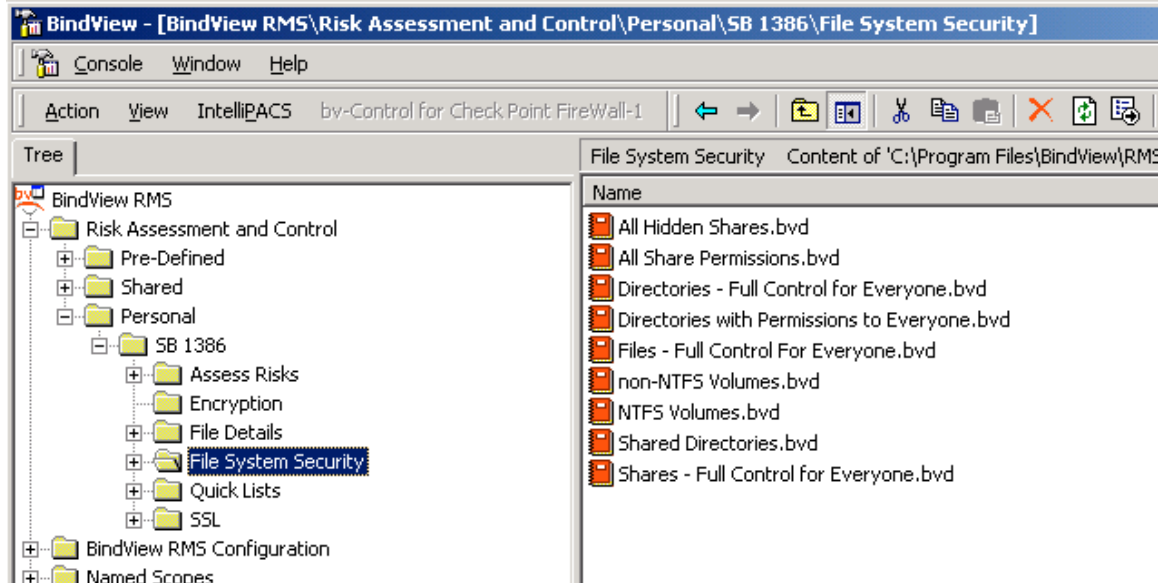 BindView - [BindView RMS\Risk Assessment and Control\Personal\SB 1386\File System Security]
Console Window Help
Action View IntelliPACS bv-Control for Check Point FireWall-1
Tree
File System Security Content of 'C:\Program Files\BindView\RMS
Name
BindView RMS
Risk Assessment and Control
Pre-Defined
Shared
Personal
SB 1386
Assess Risks
Encryption
File Details
File System Security
Quick Lists
SSL
BindView RMS Configuration
Named Scopes
All Hidden Shares.bvd
All Share Permissions.bvd
Directories - Full Control for Everyone.bvd
Directories with Permissions to Everyone.bvd
Files - Full Control For Everyone.bvd
non-NTFS Volumes.bvd
NTFS Volumes.bvd
Shared Directories.bvd
Shares - Full Control for Everyone.bvd